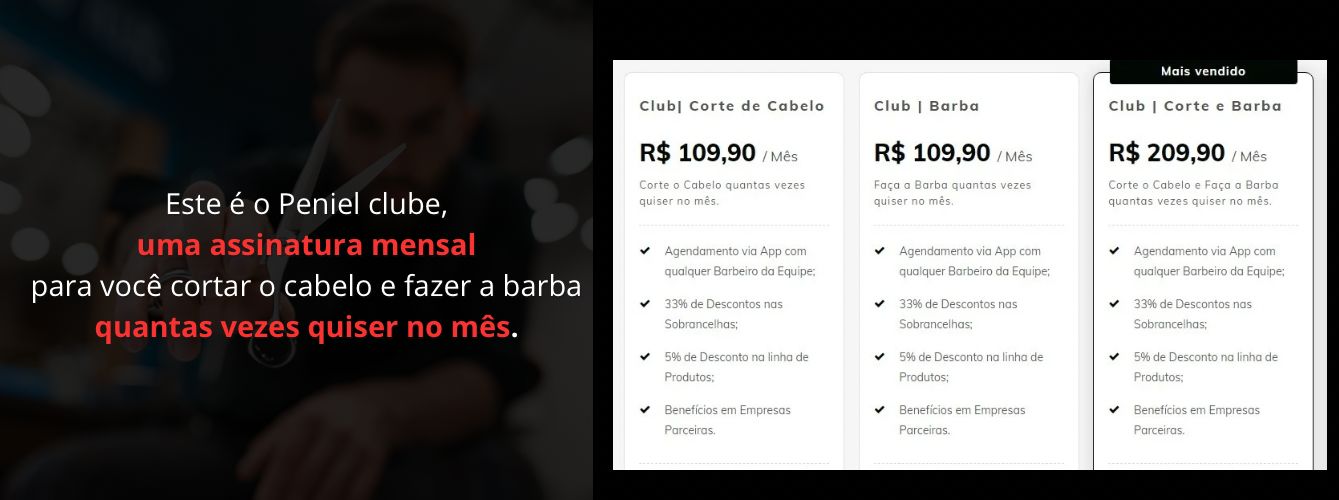 Este é o Peniel clube,
uma assinatura mensal
para você cortar o cabelo e fazer a barba
quantas vezes quiser no mês.
Club| Corte de Cabelo
R$ 109,90 / Mês
Corte o Cabelo quantas vezes
quiser no mês.
Agendamento via App com
qualquer Barbeiro da Equipe;
33% de Descontos nas
Sobrancelhas;
5% de Desconto na linha de
Produtos;
Benefícios em Empresas
Parceiras.
Club | Barba
R$ 109,90 / Mês
Faça a Barba quantas vezes
quiser no mês.
Agendamento via App com
qualquer Barbeiro da Equipe;
33% de Descontos nas
Sobrancelhas;
5% de Desconto na linha de
Produtos;
Benefícios em Empresas
Parceiras.
Mais vendido
Club | Corte e Barba
R$ 209,90 / Mês
Corte o Cabelo e Faça a Barba
quantas vezes quiser no mês.
Agendamento via App com
qualquer Barbeiro da Equipe;
33% de Descontos nas
Sobrancelhas;
5% de Desconto na linha de
Produtos;
Benefícios em Empresas
Parceiras.